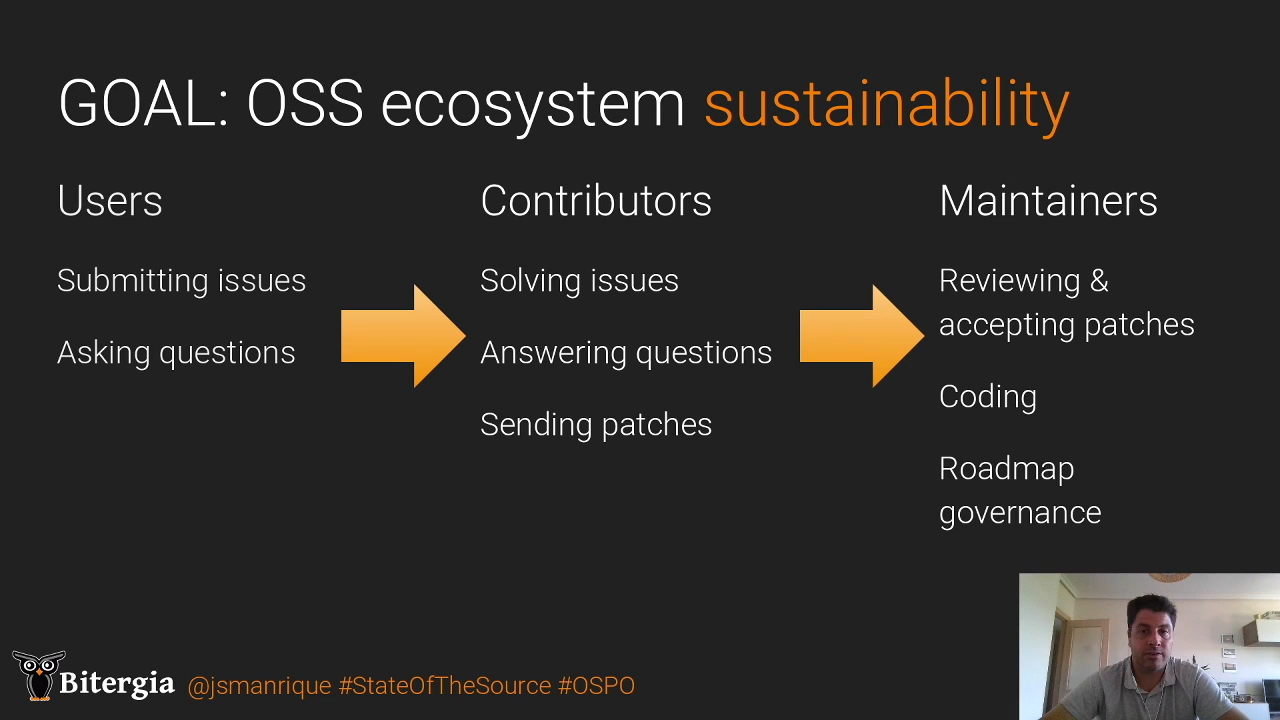 GOAL: OSS ecosystem sustainability
Users
Submitting issues
Asking questions
Contributors
Solving issues
Answering questions
Sending patches
Maintainers
Reviewing &
accepting patches
Coding
Roadmap
governance
Bitergia @jsmanrique #StateOfTheSource #OSPO